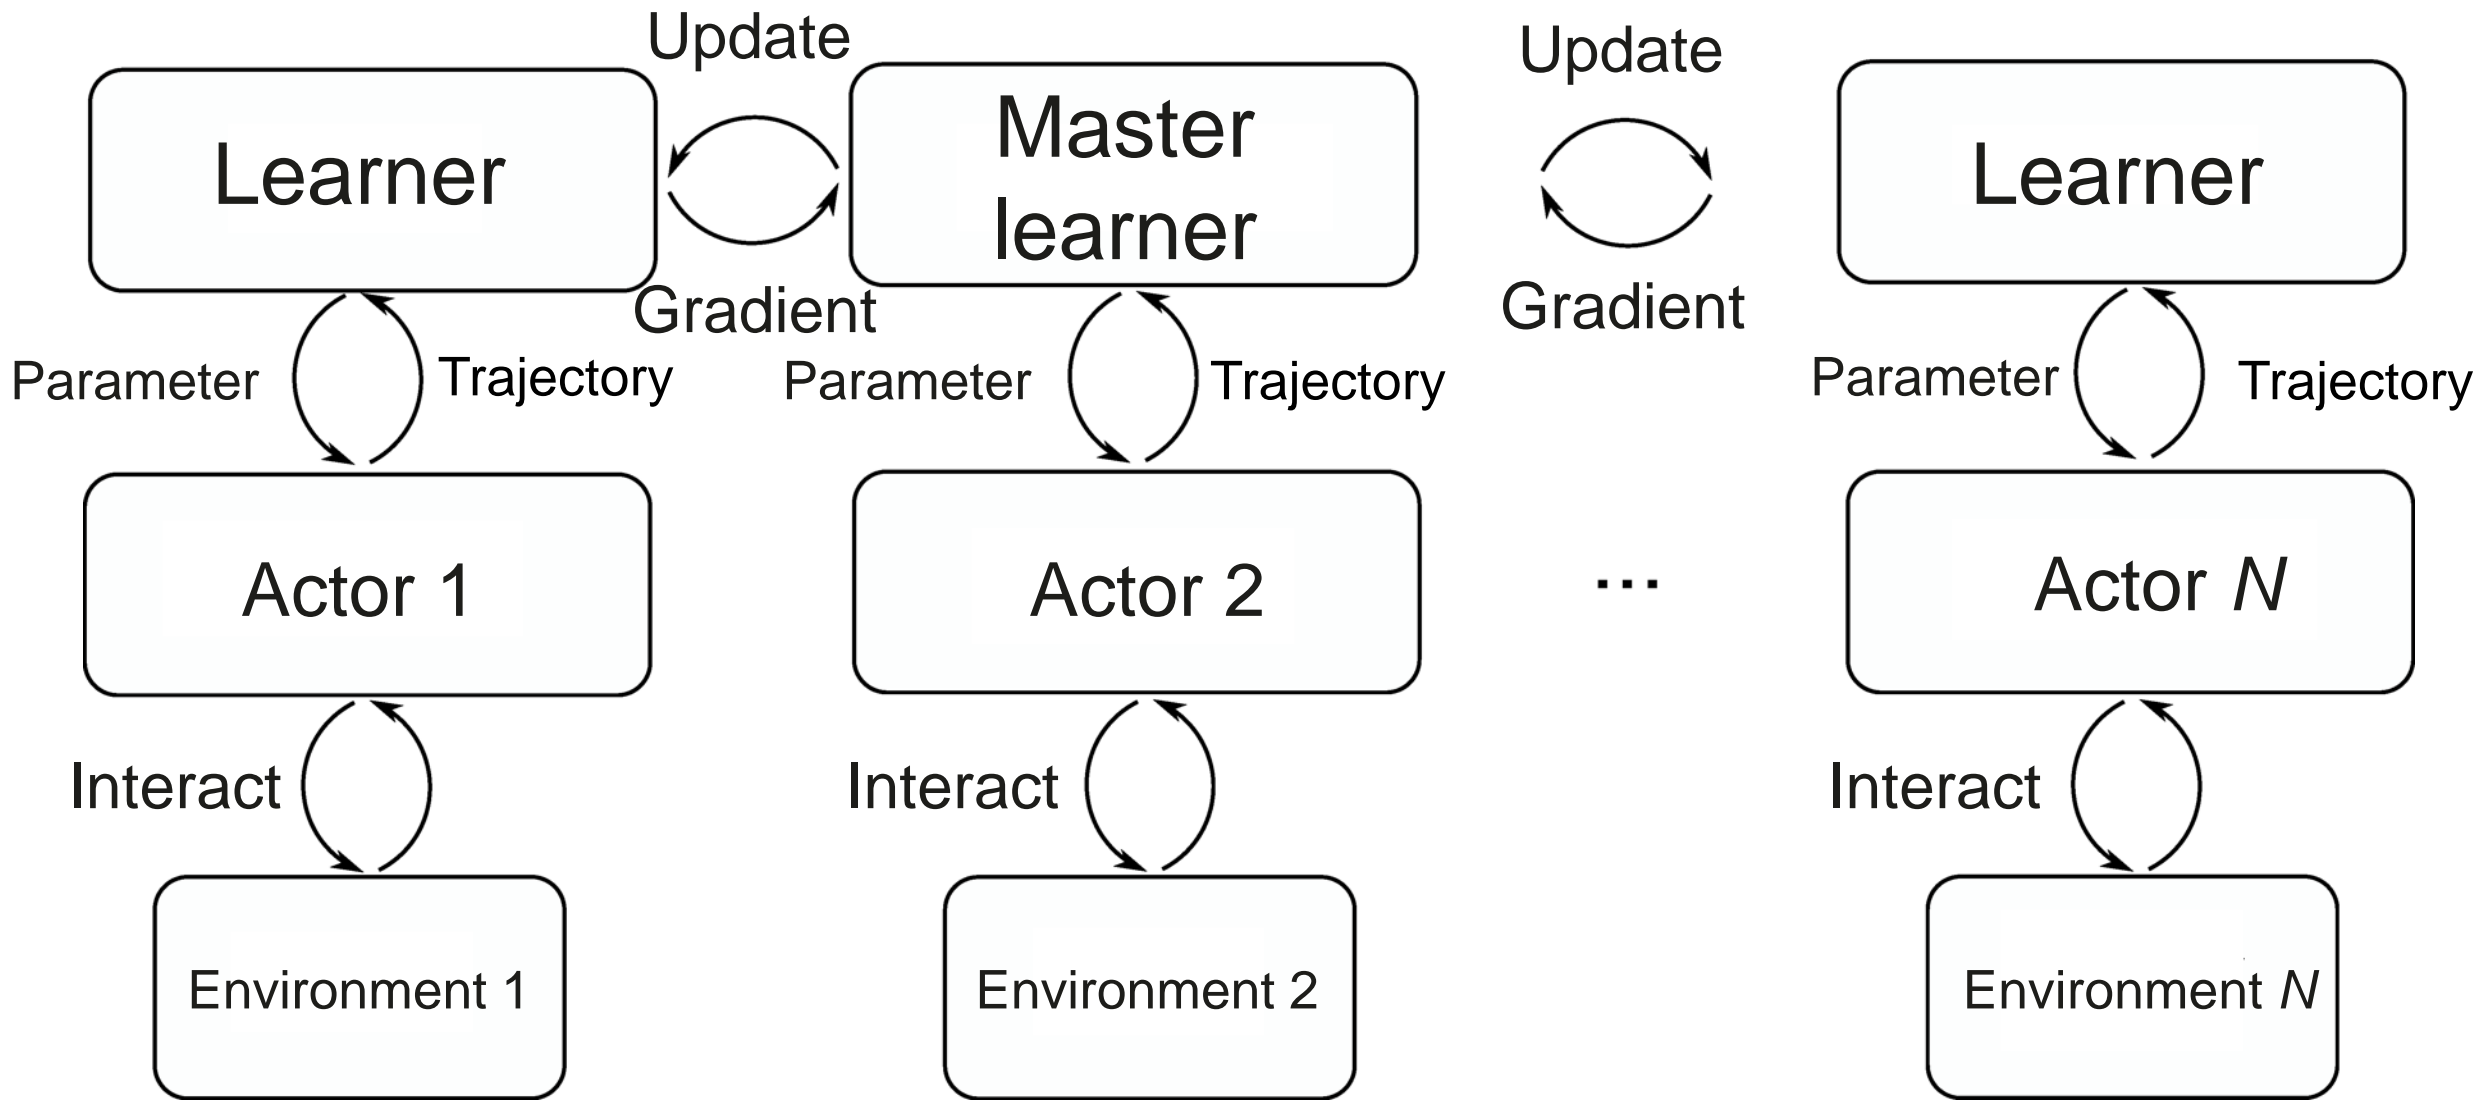 Update
Update
Learner
Master
learner
Learner
Gradient
Gradient
Parameter
Trajectory
Parameter
Trajectory
Parameter
Trajectory
Actor 1
Actor 2
...
Actor N
Interact
Interact
Interact
Environment 1
Environment 2
Environment N